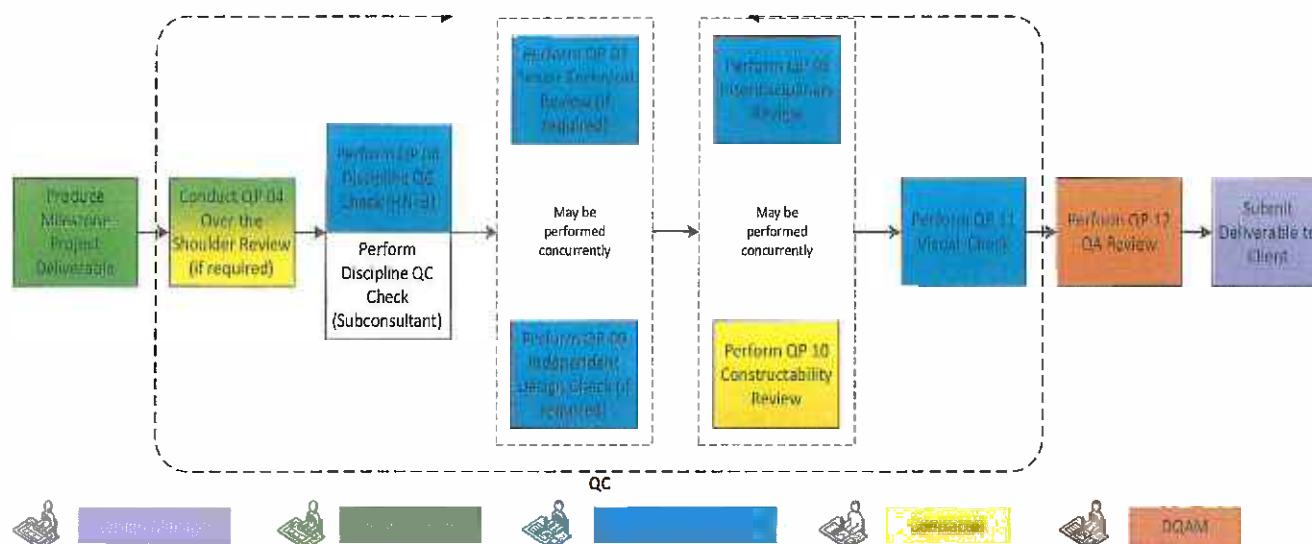 Produce
Milestone
Project
Deliverable
Conduct QP 04
Over the
Shoulder Review
(if required)
Perform QP 06
Discipline QC
Check (HNTB)
Perform
Discipline QC
Check
(Subconsultant)
Perform QP 07
Technical
Review (if
required)
May be
performed
concurrently
Perform QP 09
Independent
Design Check (if
required)
Perform QP
Interdisciplinary
Review
May be
performed
concurrently
Perform QP 10
Constructability
Review
Perform QP 11
Visual Check
Perform QP 12
QA Review
Submit
Deliverable to
Client
QC
DQAM